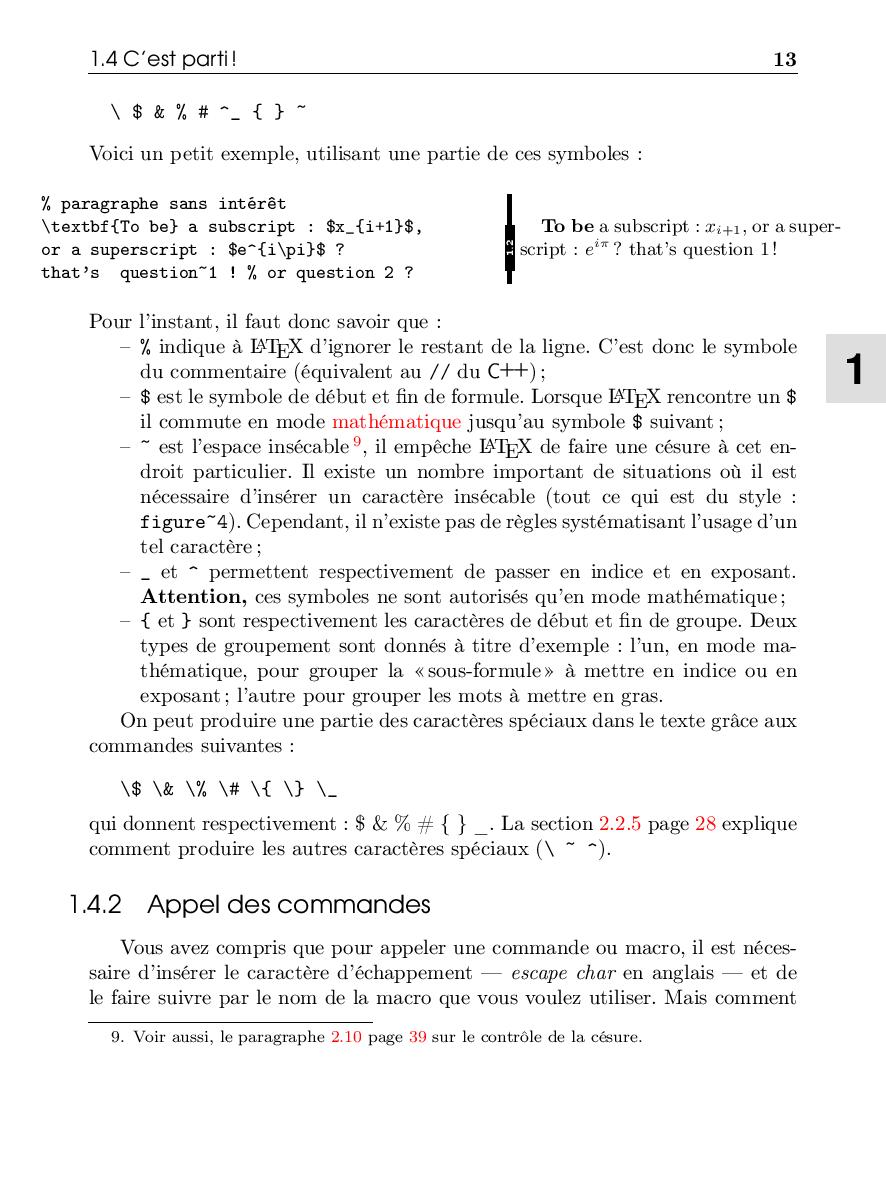 1.4 C’est parti ! 13
\ $ & % # ^_ { } ~
Voici un petit exemple, utilisant une partie de ces symboles :
% paragraphe sans intérêt
\textbf{To be} a subscript : $x_{i+1}$,
or a superscript : $e^{i\pi}$ ?
that’s  question~1 ! % or question 2 ?
1.2
To be a subscript : xi+1, or a super-
script : eiπ ? that’s question 1 !
Pour l’instant, il faut donc savoir que :
1
– % indique à LATEX d’ignorer le restant de la ligne. C’est donc le symbole
du commentaire (équivalent au // du C++) ;
– $ est le symbole de début et fin de formule. Lorsque LATEX rencontre un $
il commute en mode mathématique jusqu’au symbole $ suivant ;
– ~ est l’espace insécable 9, il empêche LATEX de faire une césure à cet en-
droit particulier. Il existe un nombre important de situations où il est
nécessaire d’insérer un caractère insécable (tout ce qui est du style :
figure~4). Cependant, il n’existe pas de règles systématisant l’usage d’un
tel caractère ;
– _ et ^ permettent respectivement de passer en indice et en exposant.
Attention, ces symboles ne sont autorisés qu’en mode mathématique ;
– { et } sont respectivement les caractères de début et fin de groupe. Deux
types de groupement sont donnés à titre d’exemple : l’un, en mode ma-
thématique, pour grouper la « sous-formule » à mettre en indice ou en
exposant ; l’autre pour grouper les mots à mettre en gras.
On peut produire une partie des caractères spéciaux dans le texte grâce aux
commandes suivantes :
\$ \& \% \# \{ \} \_
qui donnent respectivement : $ & % # { } _. La section 2.2.5 page 28 explique
comment produire les autres caractères spéciaux (\ ~ ^).
1.4.2 Appel des commandes
Vous avez compris que pour appeler une commande ou macro, il est néces-
saire d’insérer le caractère d’échappement — escape char en anglais — et de
le faire suivre par le nom de la macro que vous voulez utiliser. Mais comment
9. Voir aussi, le paragraphe 2.10 page 39 sur le contrôle de la césure.